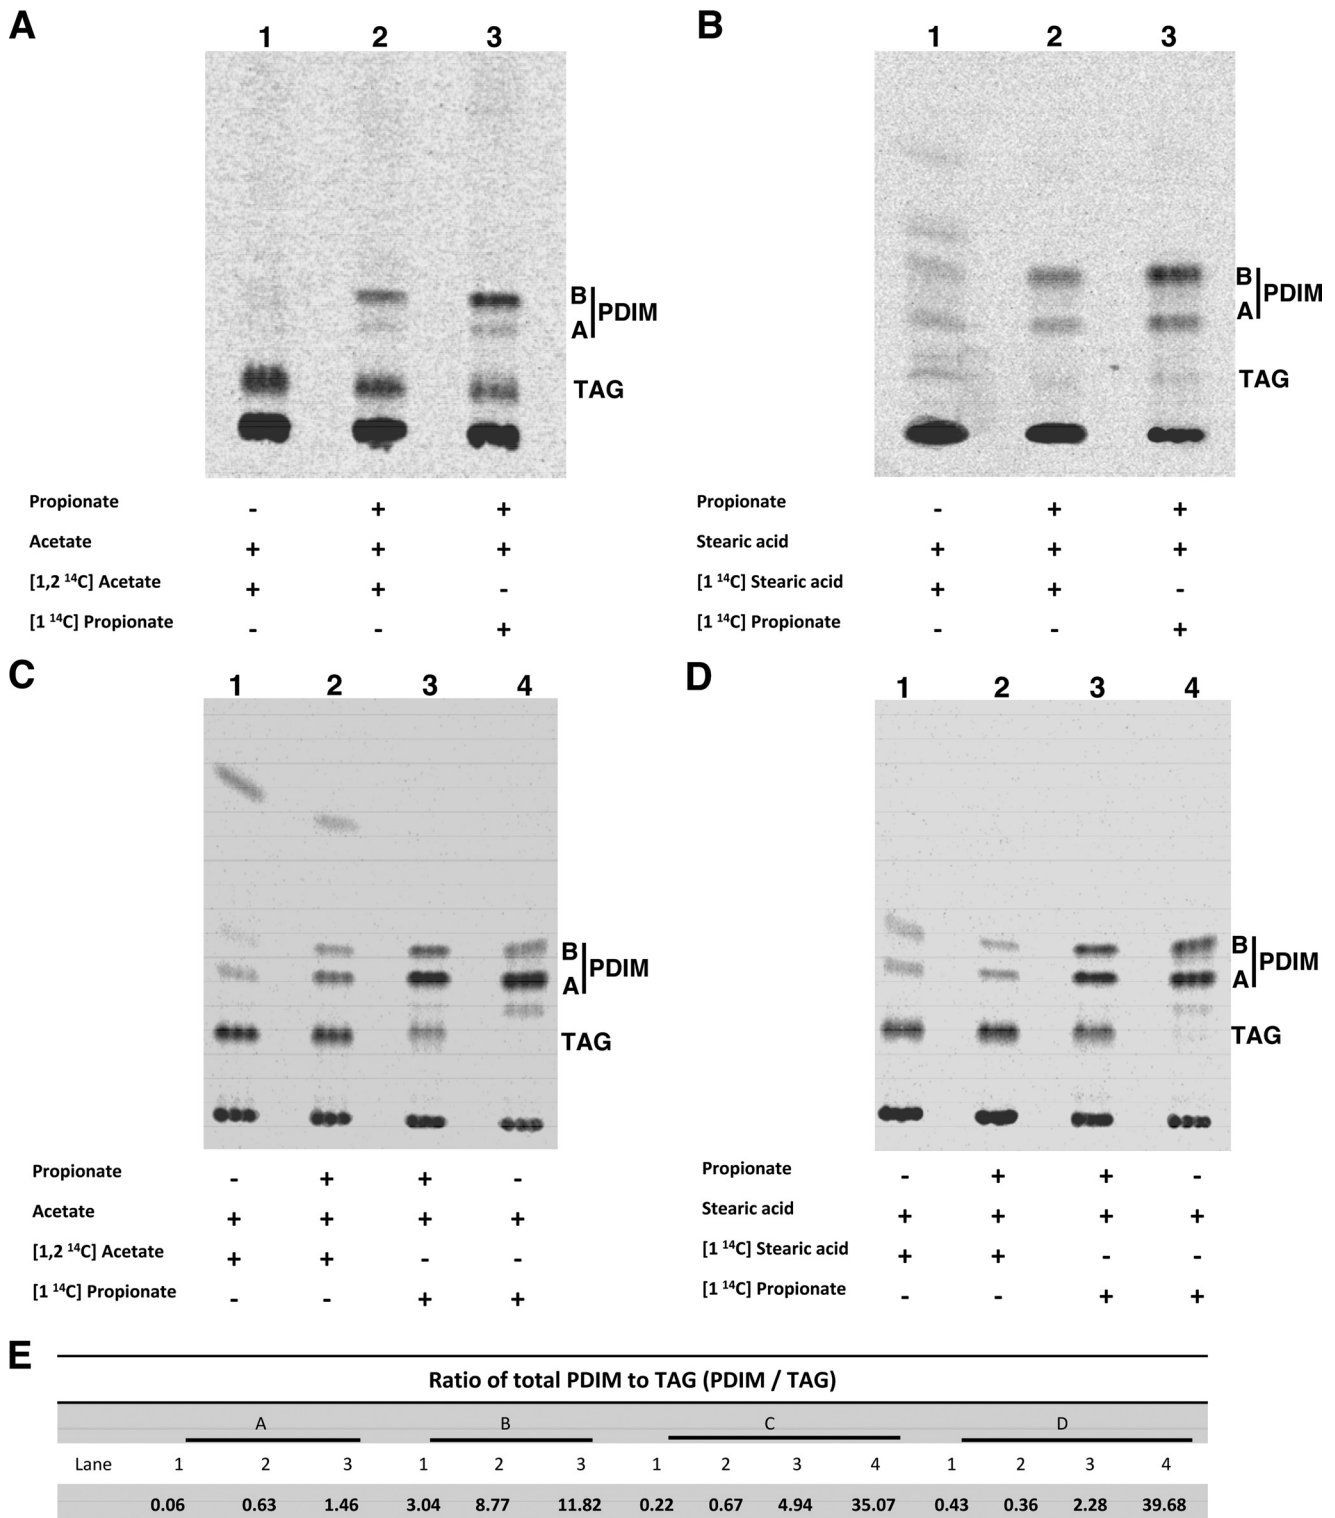 A
1 2 3
B
A
PDIM
TAG
Propionate - + +
Acetate + + +
[1,2 ¹⁴C] Acetate + + -
[1 ¹⁴C] Propionate - - +
B
1 2 3
B
A
PDIM
TAG
Propionate - + +
Stearic acid + + +
[1 ¹⁴C] Stearic acid + + -
[1 ¹⁴C] Propionate - - +
C
1 2 3 4
B
A
PDIM
TAG
Propionate - + + -
Acetate + + + +
[1,2 ¹⁴C] Acetate + + - -
[1 ¹⁴C] Propionate - - + +
D
1 2 3 4
B
A
PDIM
TAG
Propionate - + + -
Stearic acid + + + +
[1 ¹⁴C] Stearic acid + + - -
[1 ¹⁴C] Propionate - - + +
E
Ratio of total PDIM to TAG (PDIM / TAG)
A B C D
Lane 1 2 3 1 2 3 1 2 3 4 1 2 3 4
0.06 0.63 1.46 3.04 8.77 11.82 0.22 0.67 4.94 35.07 0.43 0.36 2.28 39.68